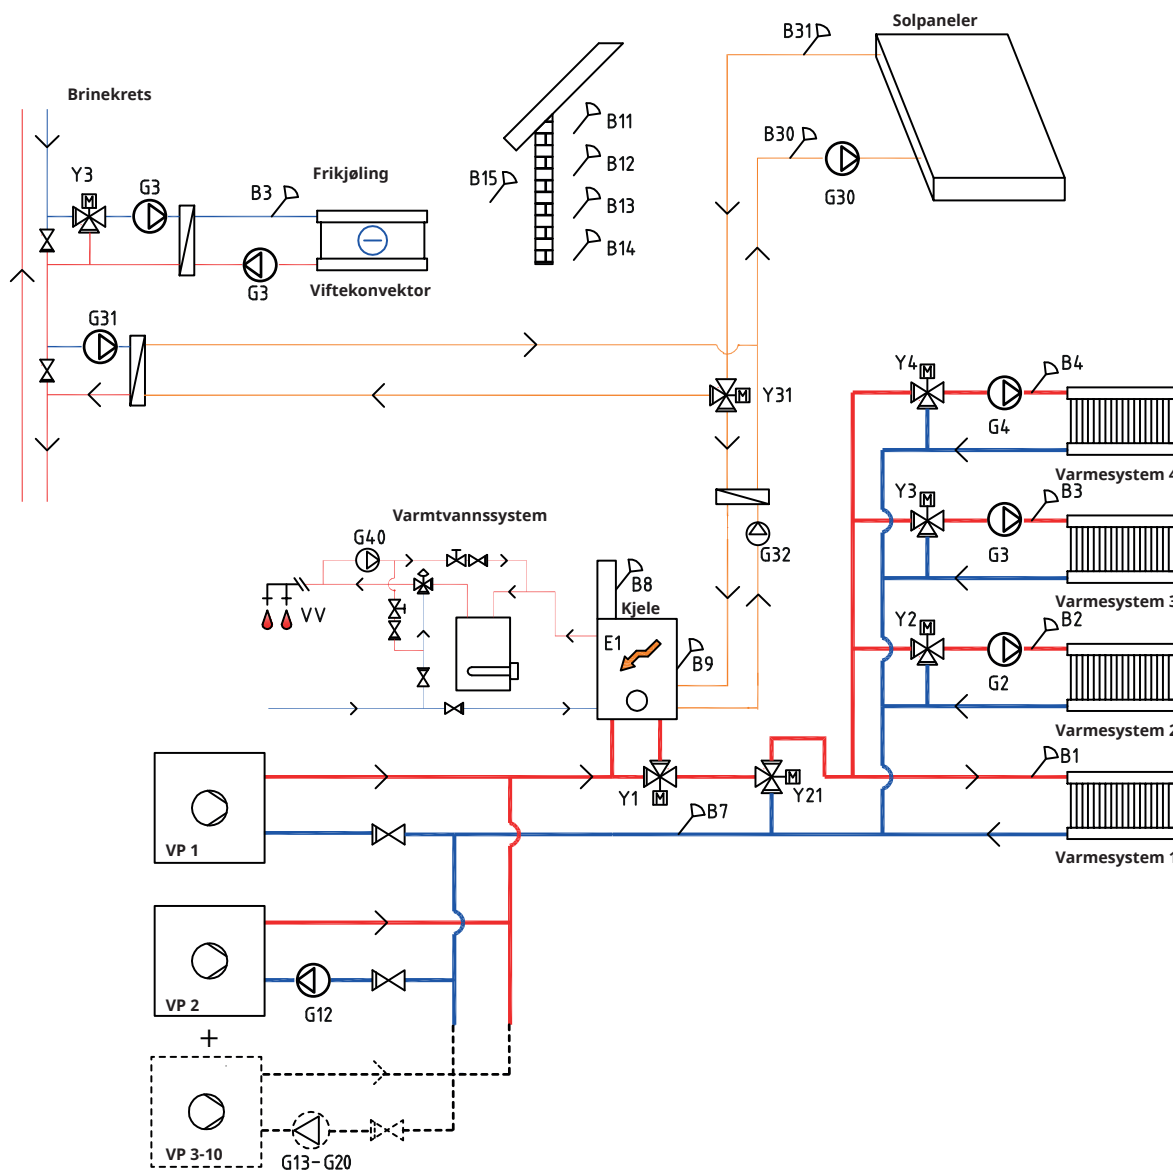 Solpaneler
B31
Brinekrets
B11
B30
B12
Y3
G3
B3
Frikjøling
B15
G30
B13
B14
G3
Viftekonvektor
G31
Y4
B4
M
Y31
M
G4
Varmesystem 4
Y3
B3
M
Varmtvannssystem
G40
G32
G3
B8
Varmesystem 3
Kjele
VV
Y2
B2
M
E1
B9
G2
Varmesystem 2
B1
Y1
M
M
Y21
B7
VP 1
Varmesystem 1
VP 2
G12
+
VP 3-10
G13-G20
M